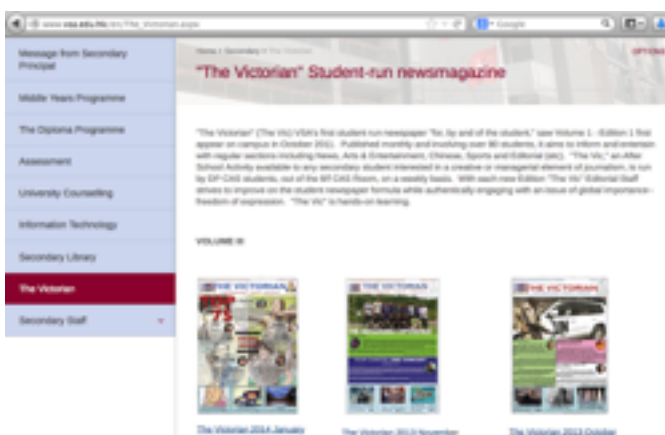 www.vsa.edu.hk/en/The_Victorian.aspx
Google
Message from Secondary
Principal
Middle Years Programme
The Diploma Programme
Assessment
University Counselling
Information Technology
Secondary Library
The Victorian
Secondary Staff
Home > Secondary > The Victorian
OPTIONS
"The Victorian" Student-run newsmagazine
"The Victorian" (The Vic) VSA's first student run newspaper "for, by and of the student," saw Volume 1 - Edition 1 first
appear on campus in October 2011. Published monthly and involving over 80 students, it aims to inform and entertain
with regular sections including News, Arts & Entertainment, Chinese, Sports and Editorial (etc). "The Vic," an After
School Activity available to any secondary student interested in a creative or managerial element of journalism, is run
by DP CAS students, out of the CAS Room, on a weekly basis. With each new Edition "The Vic" Editorial Staff
strives to improve on the student newspaper formula while authentically engaging with an issue of global importance -
freedom of expression. "The Vic" is hands-on learning.
VOLUME III
THE VICTORIAN
THE VICTORIAN
THE VICTORIAN
The Victorian 2014 January
The Victorian 2013 November
The Victorian 2013 October